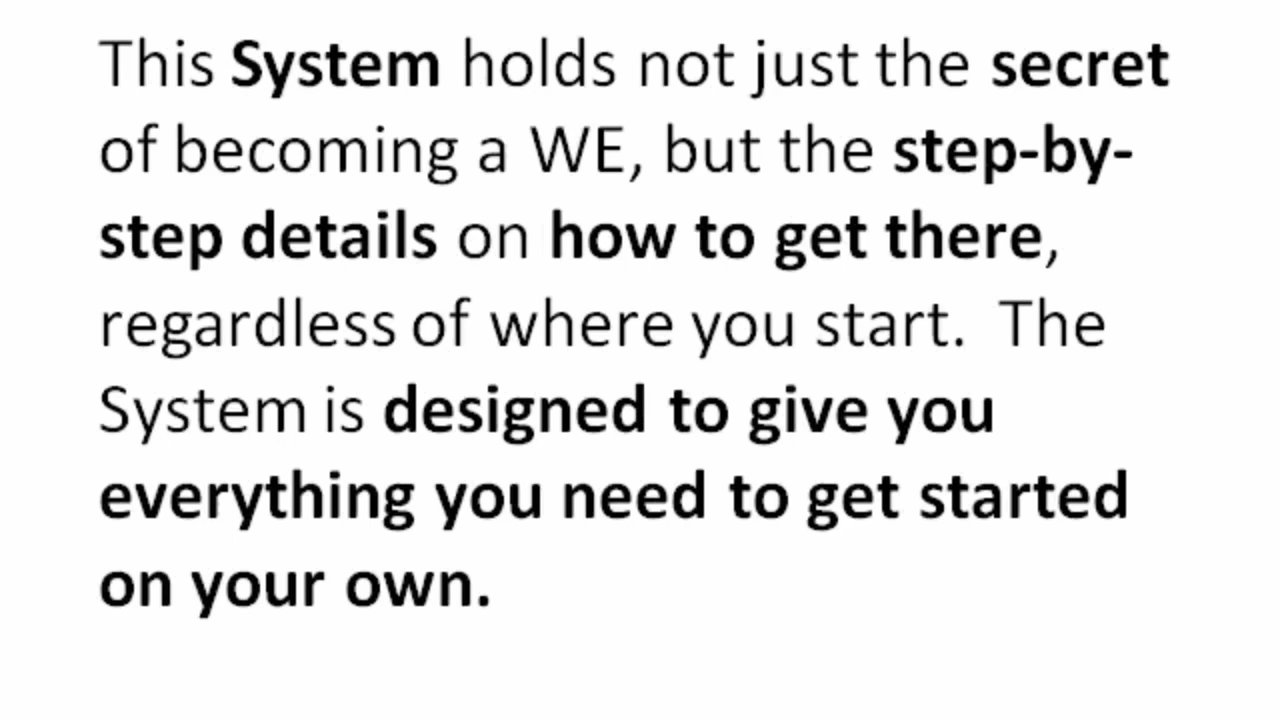 This System holds not just the secret
of becoming a WE, but the step-by-
step details on how to get there,
regardless of where you start.  The
System is designed to give you
everything you need to get started
on your own.